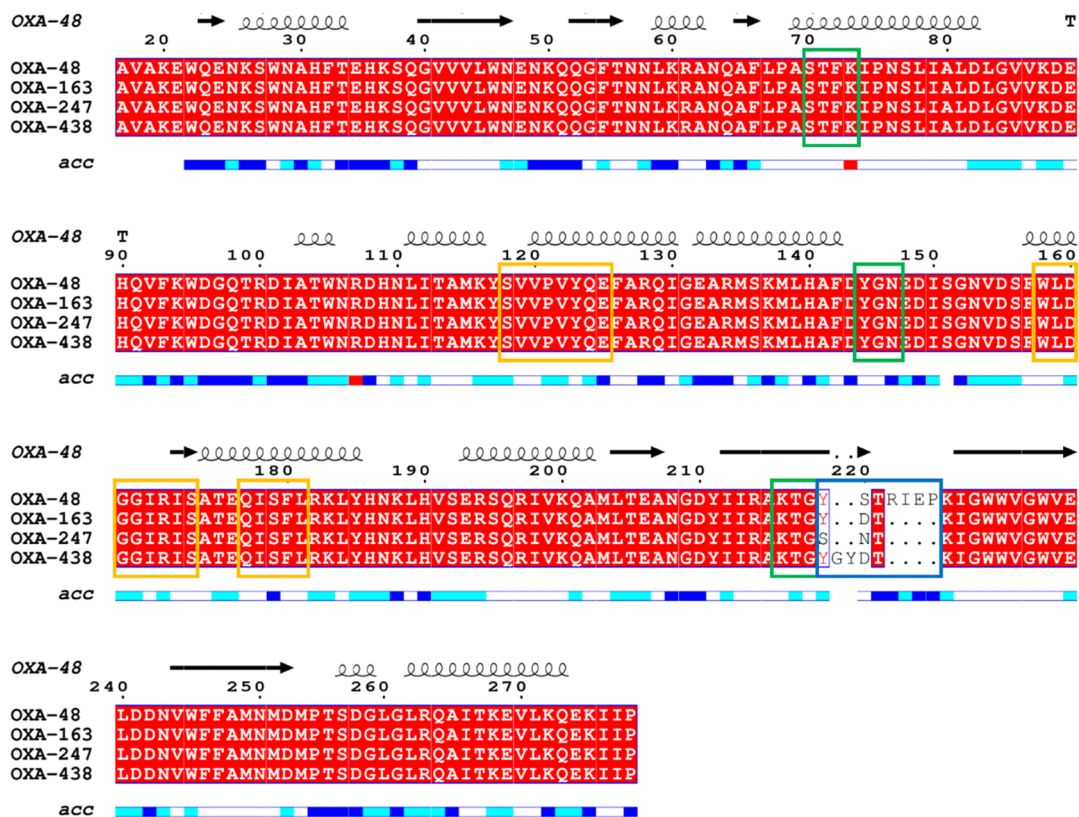 OXA-48 T
20 30 40 50 60 70 80
OXA-48 AVAKEWQENKSWNAHFTEHKSQGVVVLWNENKQQGFTNNLKRANQAFLPASTFKIPNSLIALDLGVVKDE
OXA-163 AVAKEWQENKSWNAHFTEHKSQGVVVLWNENKQQGFTNNLKRANQAFLPASTFKIPNSLIALDLGVVKDE
OXA-247 AVAKEWQENKSWNAHFTEHKSQGVVVLWNENKQQGFTNNLKRANQAFLPASTFKIPNSLIALDLGVVKDE
OXA-438 AVAKEWQENKSWNAHFTEHKSQGVVVLWNENKQQGFTNNLKRANQAFLPASTFKIPNSLIALDLGVVKDE
acc
OXA-48 T
90 100 110 120 130 140 150 160
OXA-48 HQVFKWDGQTRDIATWNRDHNLITAMKYSVVPVYQEFARQIGEARMSKMLHAFDYGNEDISGNVDSFWLD
OXA-163 HQVFKWDGQTRDIATWNRDHNLITAMKYSVVPVYQEFARQIGEARMSKMLHAFDYGNEDISGNVDSFWLD
OXA-247 HQVFKWDGQTRDIATWNRDHNLITAMKYSVVPVYQEFARQIGEARMSKMLHAFDYGNEDISGNVDSFWLD
OXA-438 HQVFKWDGQTRDIATWNRDHNLITAMKYSVVPVYQEFARQIGEARMSKMLHAFDYGNEDISGNVDSFWLD
acc
OXA-48 ..
180 190 200 210 220
OXA-48 GGIRISATEQISFLRKLYHNKLHVSERSQRIVKQAMLTEANGDYIIRAKTGY..STRIEPKIGWWVGWVE
OXA-163 GGIRISATEQISFLRKLYHNKLHVSERSQRIVKQAMLTEANGDYIIRAKTGY..DT....KIGWWVGWVE
OXA-247 GGIRISATEQISFLRKLYHNKLHVSERSQRIVKQAMLTEANGDYIIRAKTGS..NT....KIGWWVGWVE
OXA-438 GGIRISATEQISFLRKLYHNKLHVSERSQRIVKQAMLTEANGDYIIRAKTGYGYDT....KIGWWVGWVE
acc
OXA-48
240 250 260 270
OXA-48 LDDNVWFFAMNMDMPTSDGLGLRQAITKEVLKQEKIIP
OXA-163 LDDNVWFFAMNMDMPTSDGLGLRQAITKEVLKQEKIIP
OXA-247 LDDNVWFFAMNMDMPTSDGLGLRQAITKEVLKQEKIIP
OXA-438 LDDNVWFFAMNMDMPTSDGLGLRQAITKEVLKQEKIIP
acc